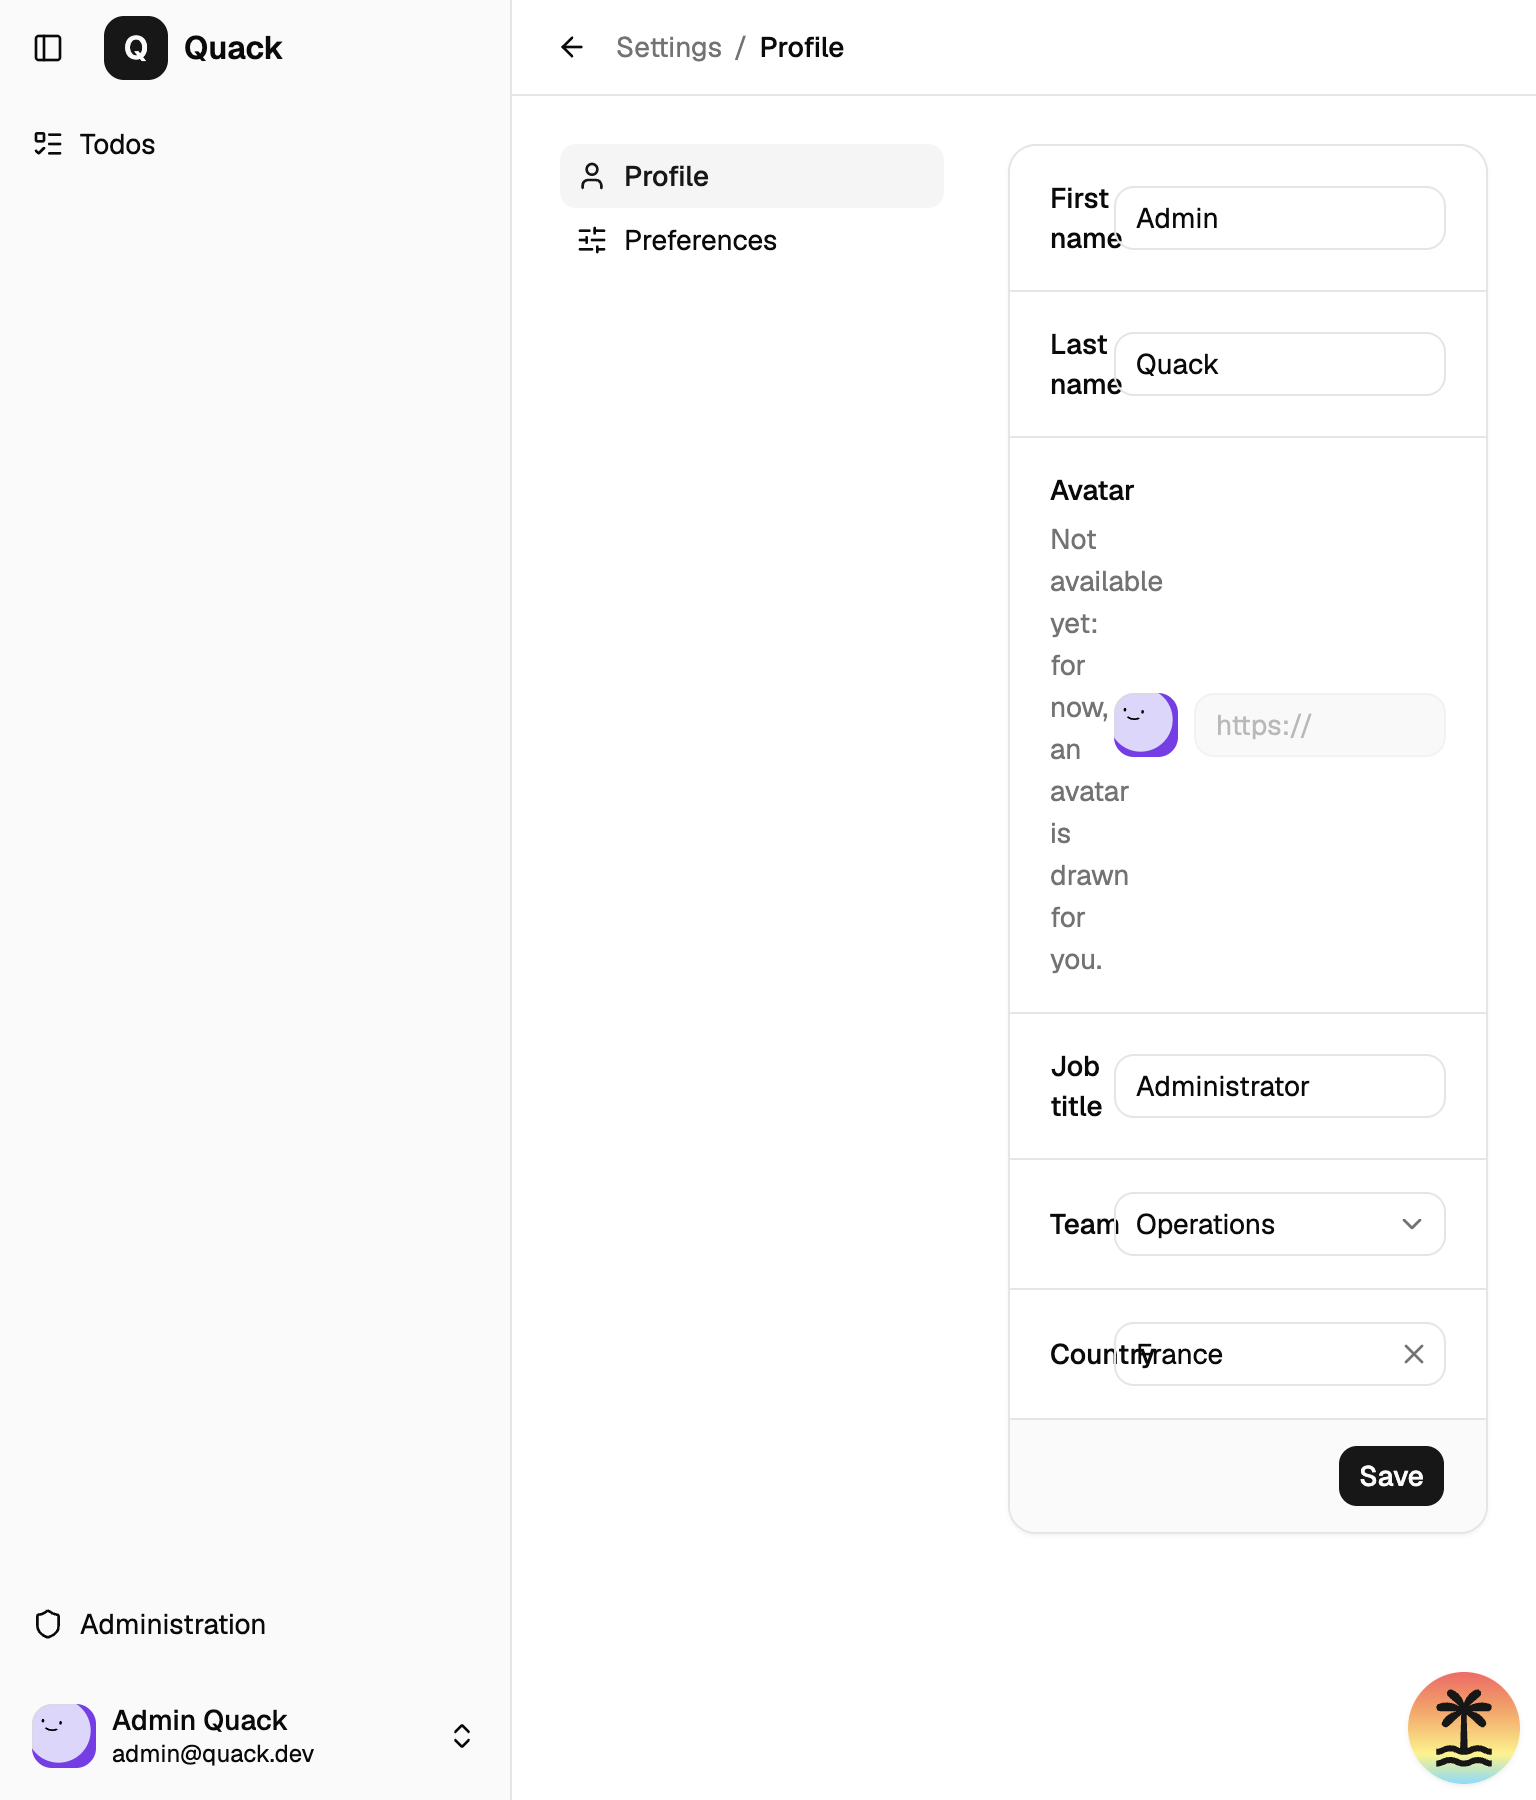 Q Quack
Todos
Settings / Profile
Profile
Preferences
First
name
Admin
Last
name
Quack
Avatar
Not
available
yet:
for
now,
an
avatar
is
drawn
for
you.
https://
Job
title
Administrator
Team
Operations
Country
France
Save
Administration
Admin Quack
admin@quack.dev